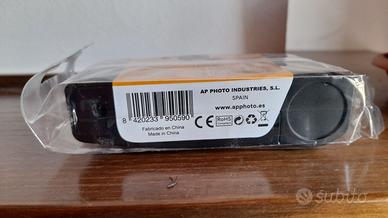 AP PHOTO INDUSTRIES, S.L.
SPAIN
www.apphoto.es
8 420233 950590
Fabricado en China
Made in China
CE RoHS
subito